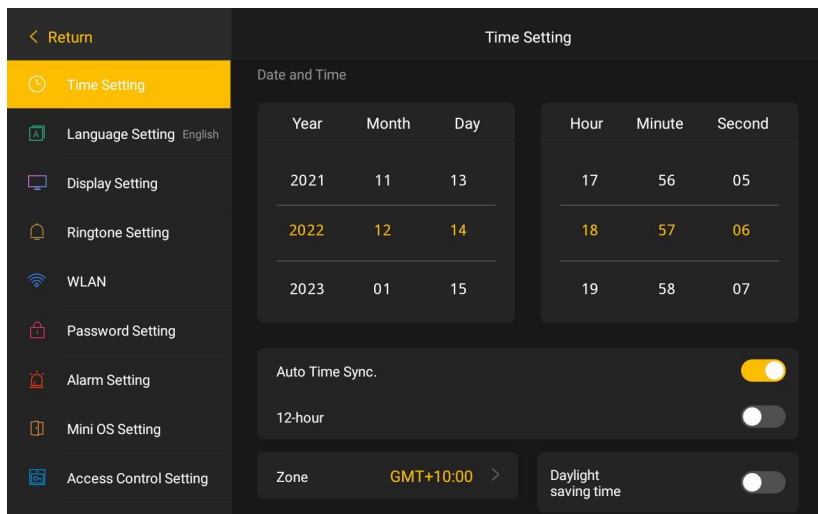 Return
Time Setting
Time Setting
Language Setting English
Display Setting
Ringtone Setting
WLAN
Password Setting
Alarm Setting
Mini OS Setting
Access Control Setting
Date and Time
Year Month Day
2021 11 13
2022 12 14
2023 01 15
Hour Minute Second
17 56 05
18 57 06
19 58 07
Auto Time Sync.
12-hour
Zone GMT+10:00
Daylight
saving time